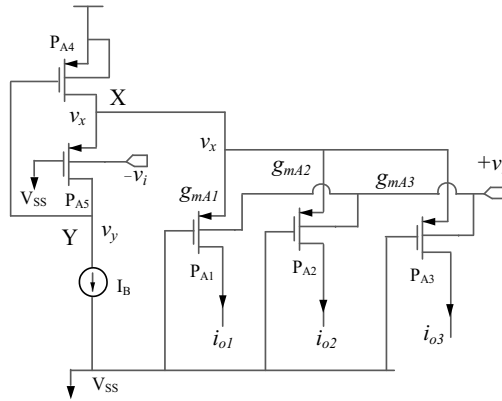 P_A4
X
v_x
v_x
g_mA2
–v_i
+v
V_SS
g_mA1
g_mA3
P_A5
Y
v_y
P_A1
P_A2
P_A3
I_B
i_o1
i_o2
i_o3
V_SS